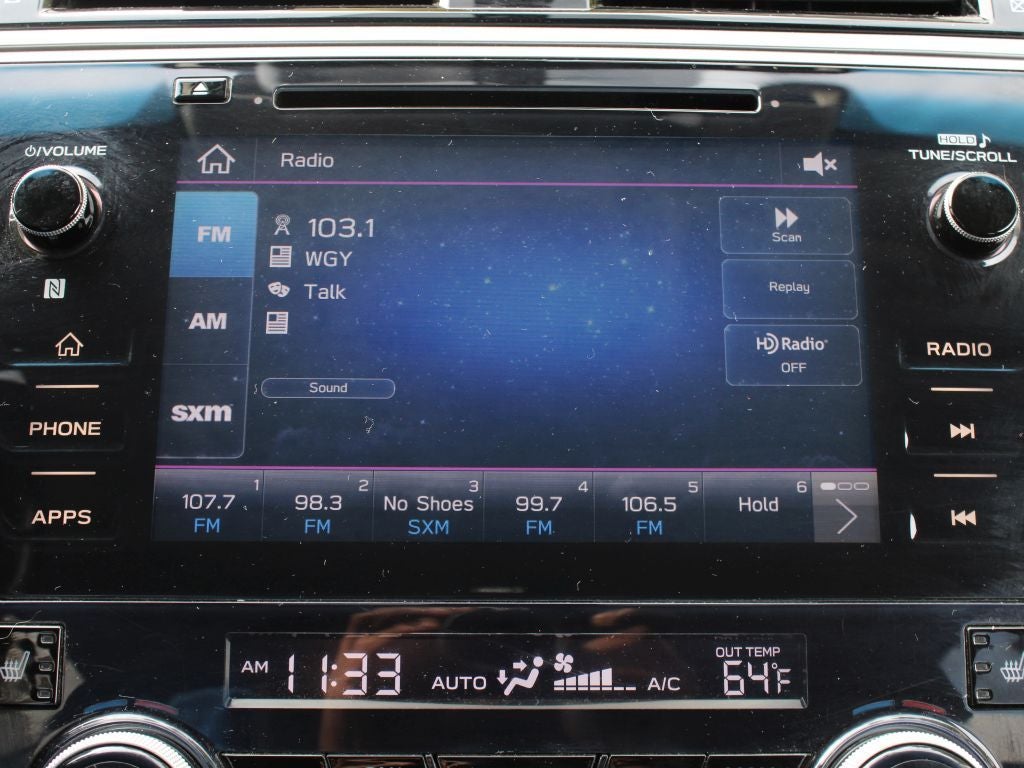 ⏻/VOLUME
HOLD
TUNE/SCROLL
Radio
FM
AM
sxm
103.1
WGY
Talk
Sound
Scan
Replay
HD Radio
OFF
PHONE
APPS
RADIO
1
107.7
FM
2
98.3
FM
3
No Shoes
SXM
4
99.7
FM
5
106.5
FM
6
Hold
AM 11:33
AUTO
A/C
OUT TEMP
64°F